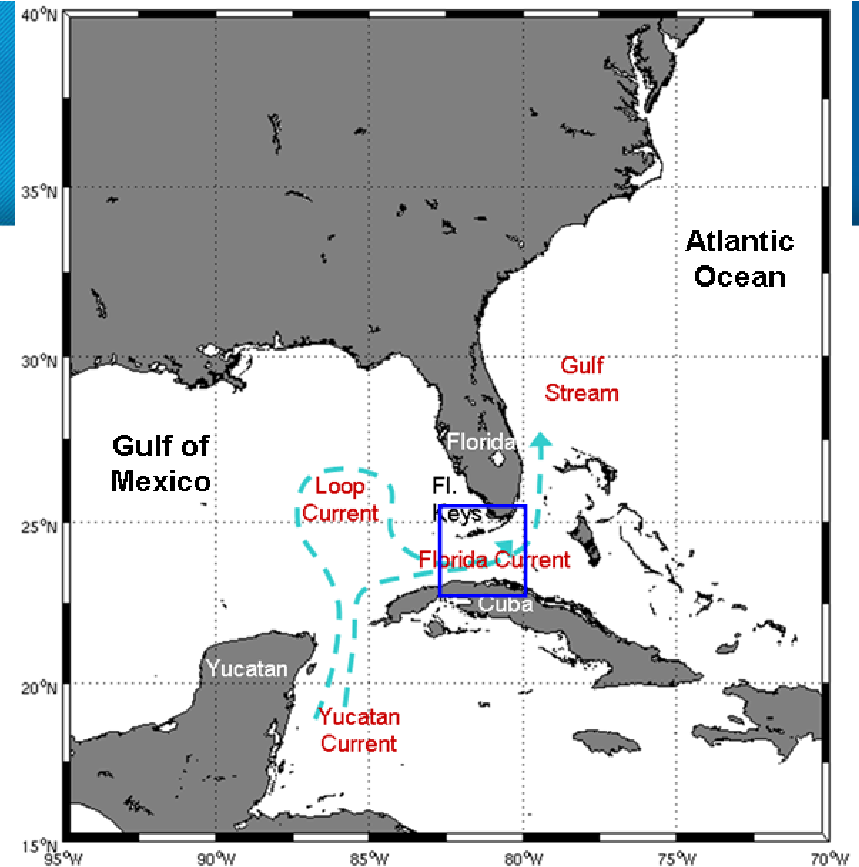 40°N
35°N
Atlantic
Ocean
30°N
Gulf
Stream
Florida
Gulf of
Mexico
Fl.
Keys
Loop
Current
25°N
Florida Current
Cuba
Yucatan
20°N
Yucatan
Current
15°N
95°W
90°W
85°W
80°W
75°W
70°W